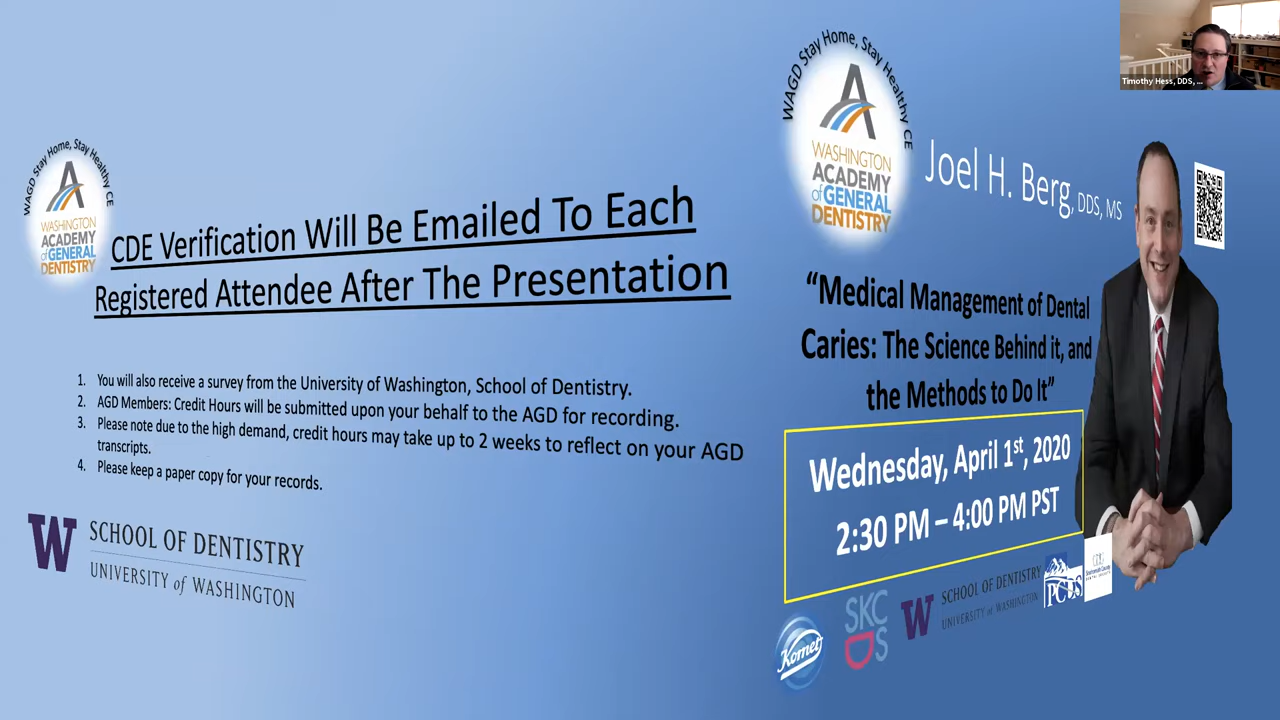 WAGD Stay Home, Stay Healthy CE
WASHINGTON
ACADEMY
of GENERAL
DENTISTRY
CDE Verification Will Be Emailed To Each
Registered Attendee After The Presentation
1. You will also receive a survey from the University of Washington, School of Dentistry.
2. AGD Members: Credit Hours will be submitted upon your behalf to the AGD for recording.
3. Please note due to the high demand, credit hours may take up to 2 weeks to reflect on your AGD
transcripts.
4. Please keep a paper copy for your records.
W SCHOOL OF DENTISTRY
UNIVERSITY of WASHINGTON
WAGD Stay Home, Stay Healthy CE
WASHINGTON
ACADEMY
of GENERAL
DENTISTRY
Joel H. Berg, DDS, MS
“Medical Management of Dental
Caries: The Science Behind it, and
the Methods to Do It”
Wednesday, April 1st, 2020
2:30 PM – 4:00 PM PST
Komet
SKC
DS
W SCHOOL OF DENTISTRY
UNIVERSITY of WASHINGTON
PCDS
Timothy Hess, DDS, ...